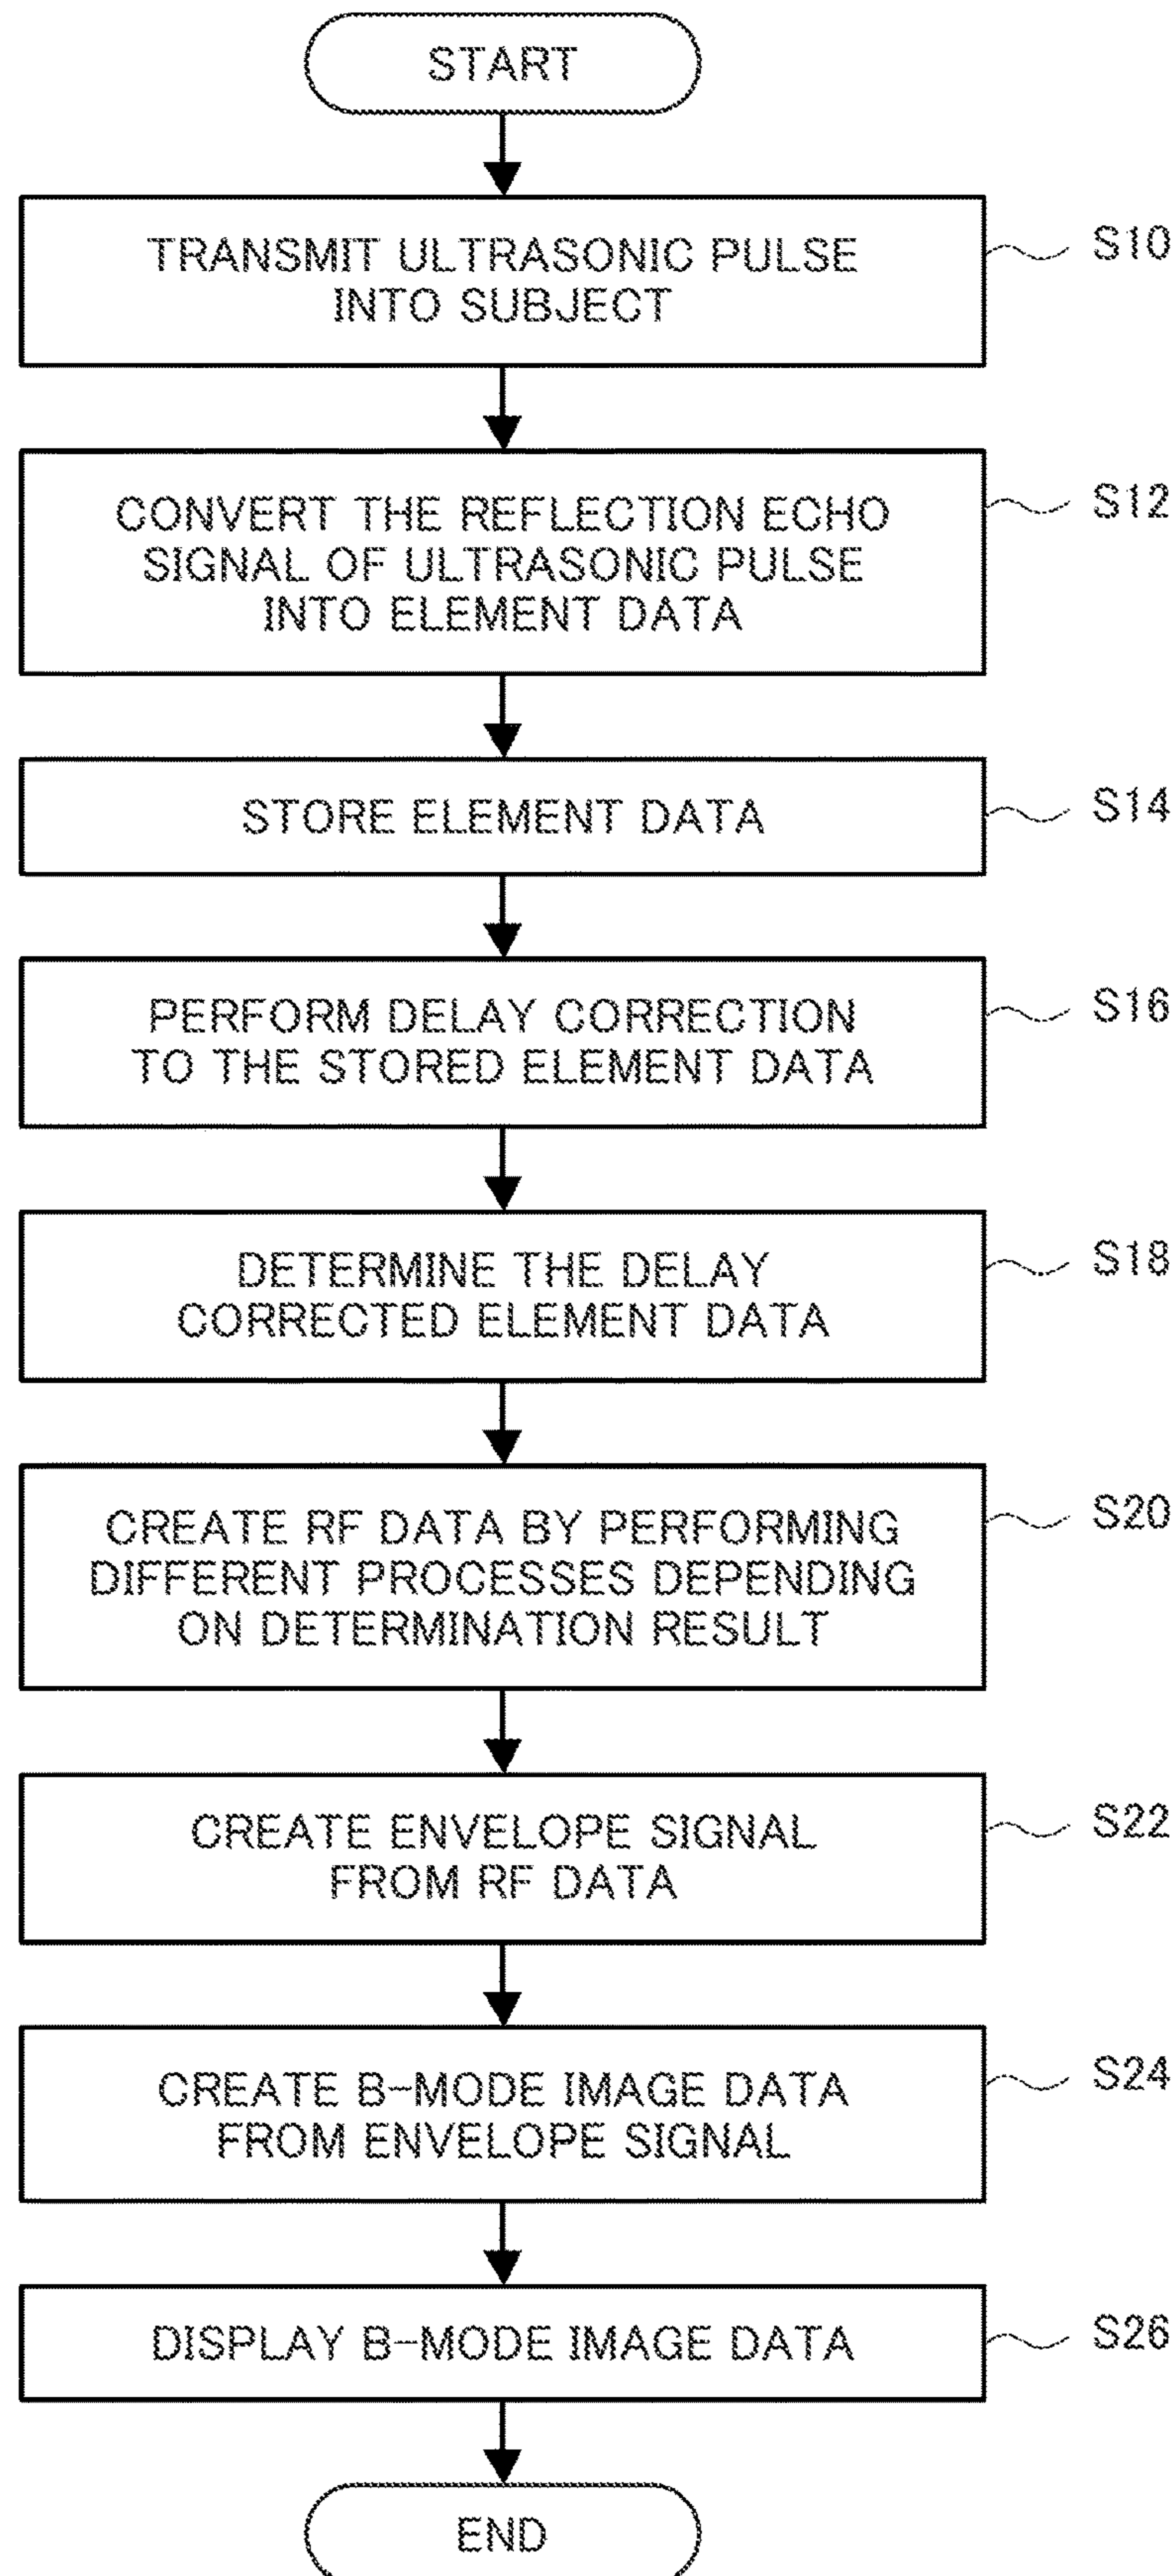 START
TRANSMIT ULTRASONIC PULSE
INTO SUBJECT
S10
CONVERT THE REFLECTION ECHO
SIGNAL OF ULTRASONIC PULSE
INTO ELEMENT DATA
S12
STORE ELEMENT DATA
S14
PERFORM DELAY CORRECTION
TO THE STORED ELEMENT DATA
S16
DETERMINE THE DELAY
CORRECTED ELEMENT DATA
S18
CREATE RF DATA BY PERFORMING
DIFFERENT PROCESSES DEPENDING
ON DETERMINATION RESULT
S20
CREATE ENVELOPE SIGNAL
FROM RF DATA
S22
CREATE B-MODE IMAGE DATA
FROM ENVELOPE SIGNAL
S24
DISPLAY B-MODE IMAGE DATA
S26
END